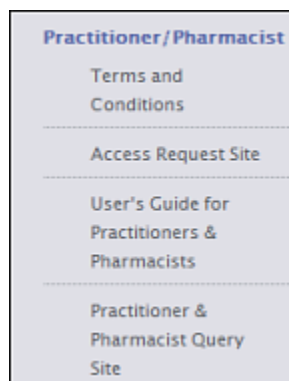 Practitioner/Pharmacist
Terms and
Conditions
Access Request Site
User's Guide for
Practitioners &
Pharmacists
Practitioner &
Pharmacist Query
Site